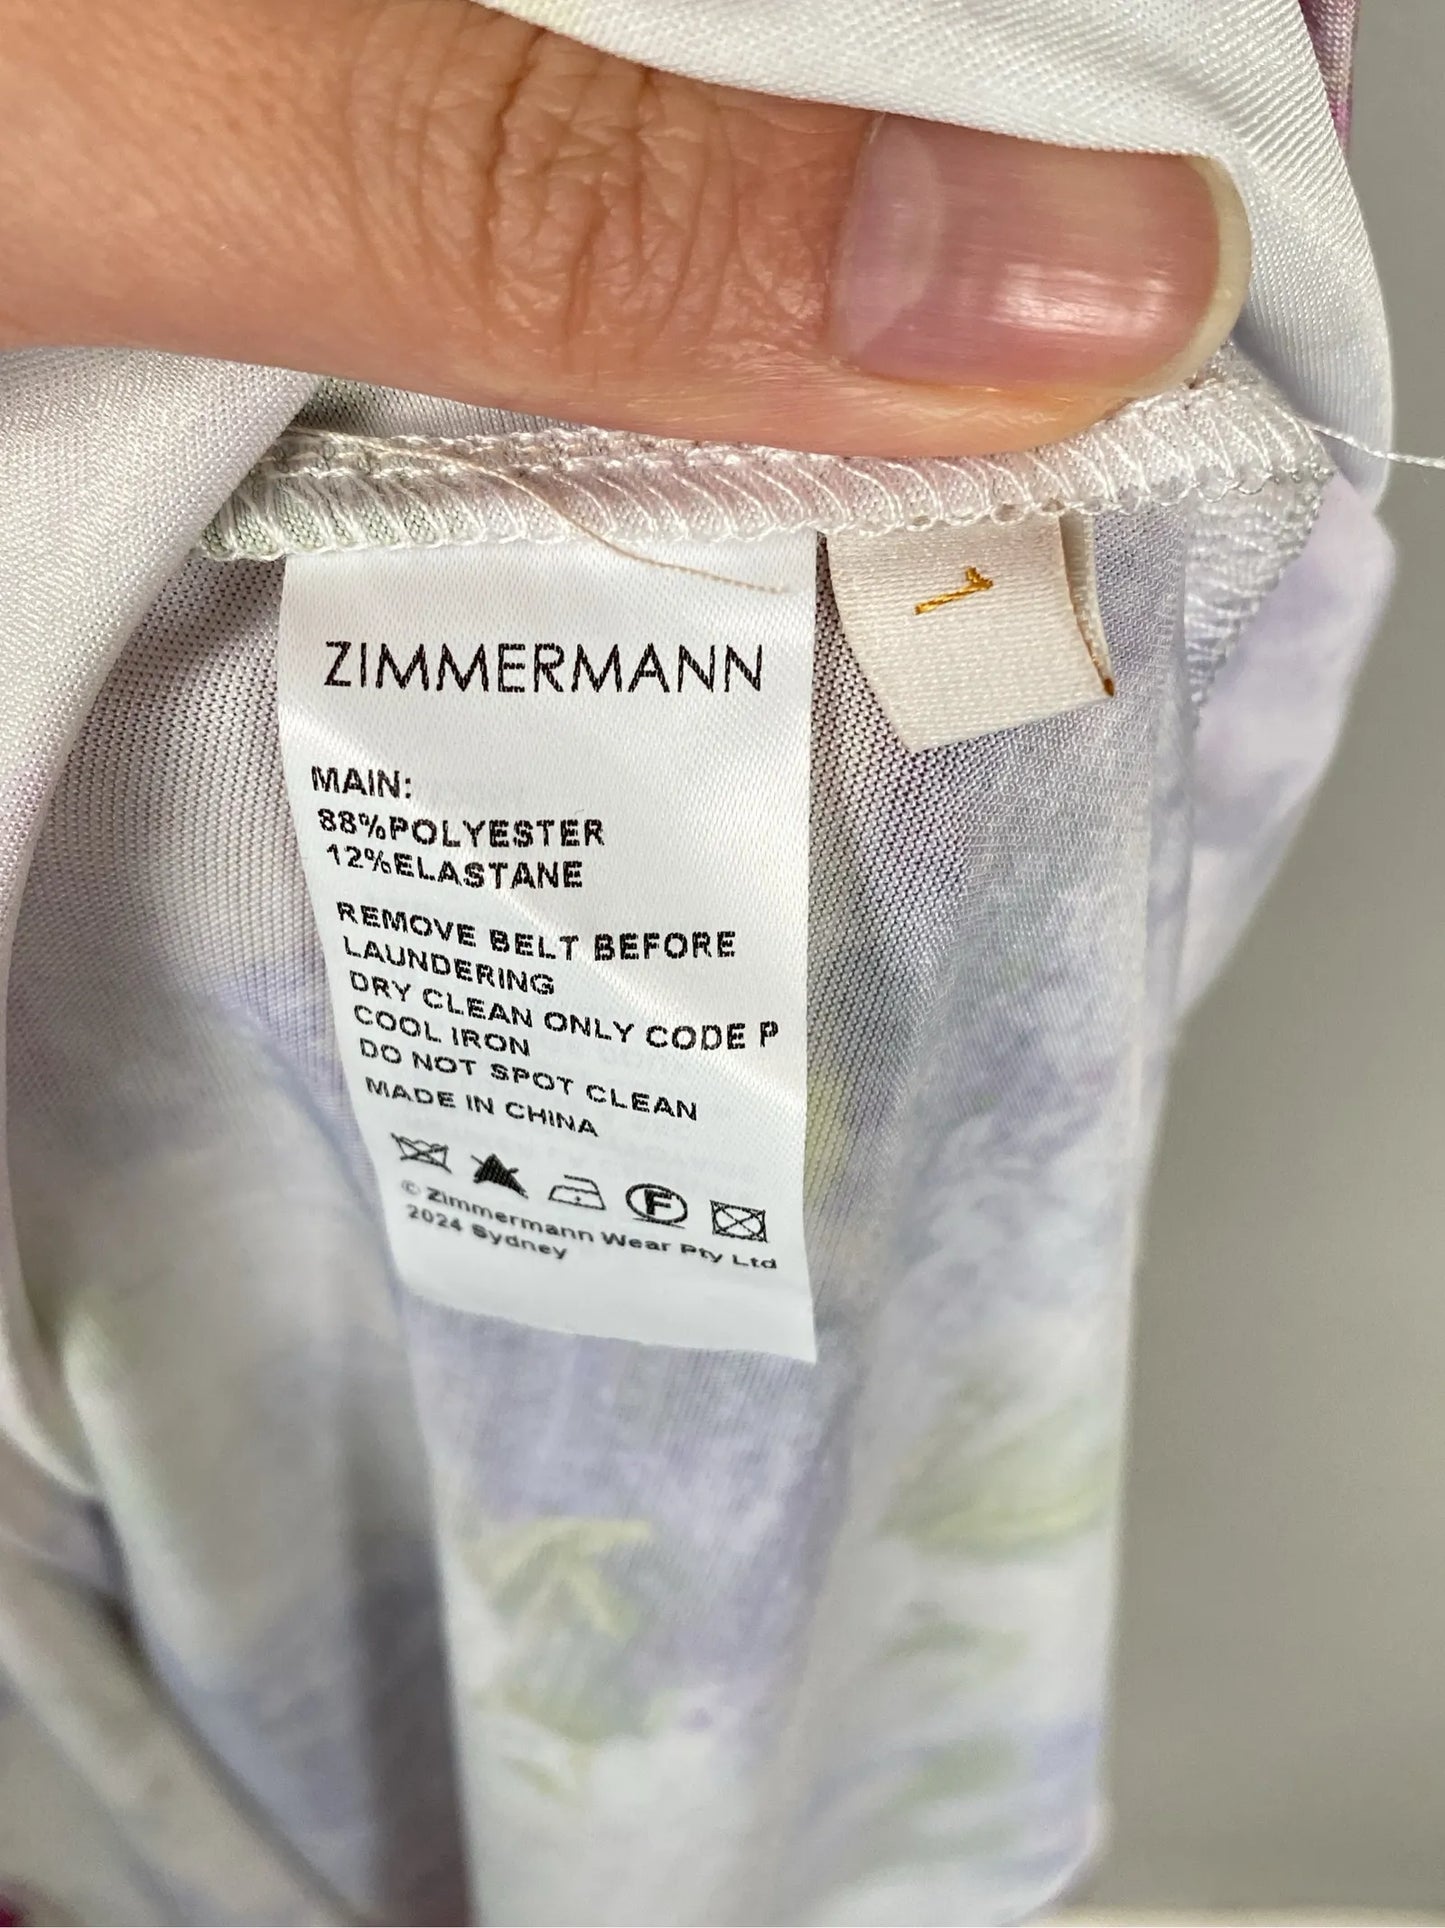 ZIMMERMANN
1
MAIN:
88%POLYESTER
12%ELASTANE
REMOVE BELT BEFORE
LAUNDERING
DRY CLEAN ONLY CODE P
COOL IRON
DO NOT SPOT CLEAN
MADE IN CHINA
F
© Zimmermann Wear Pty Ltd
2024 Sydney